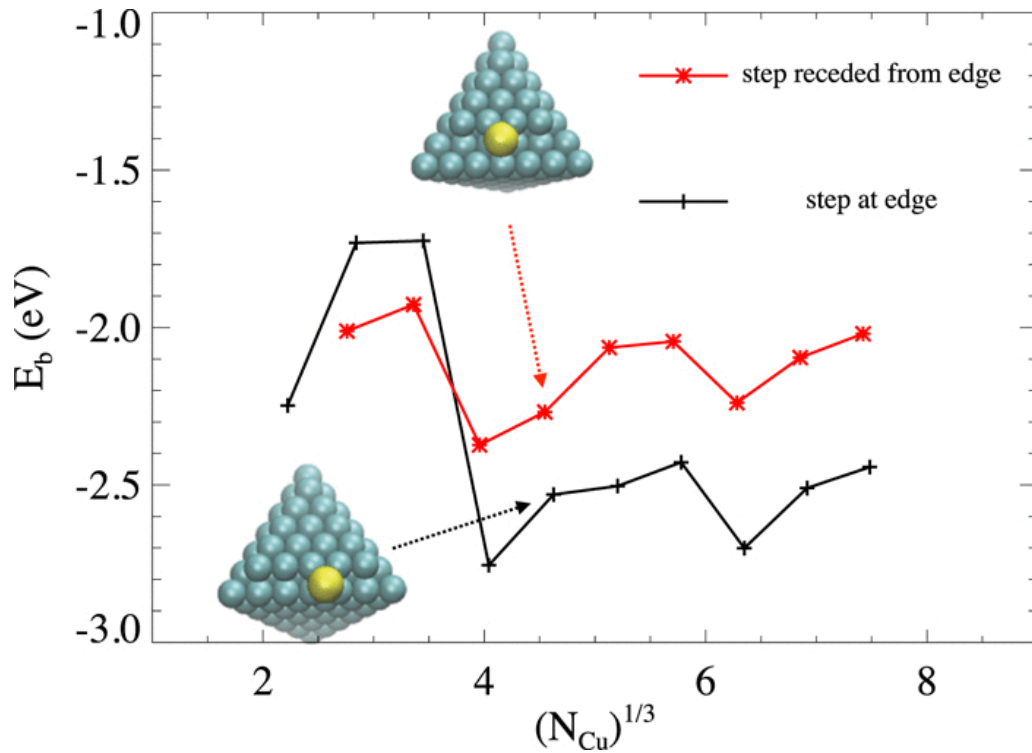 -1.0
step receded from edge
-1.5
step at edge
-2.0
E_b (eV)
-2.5
-3.0
2 4 6 8
(N_Cu)^1/3